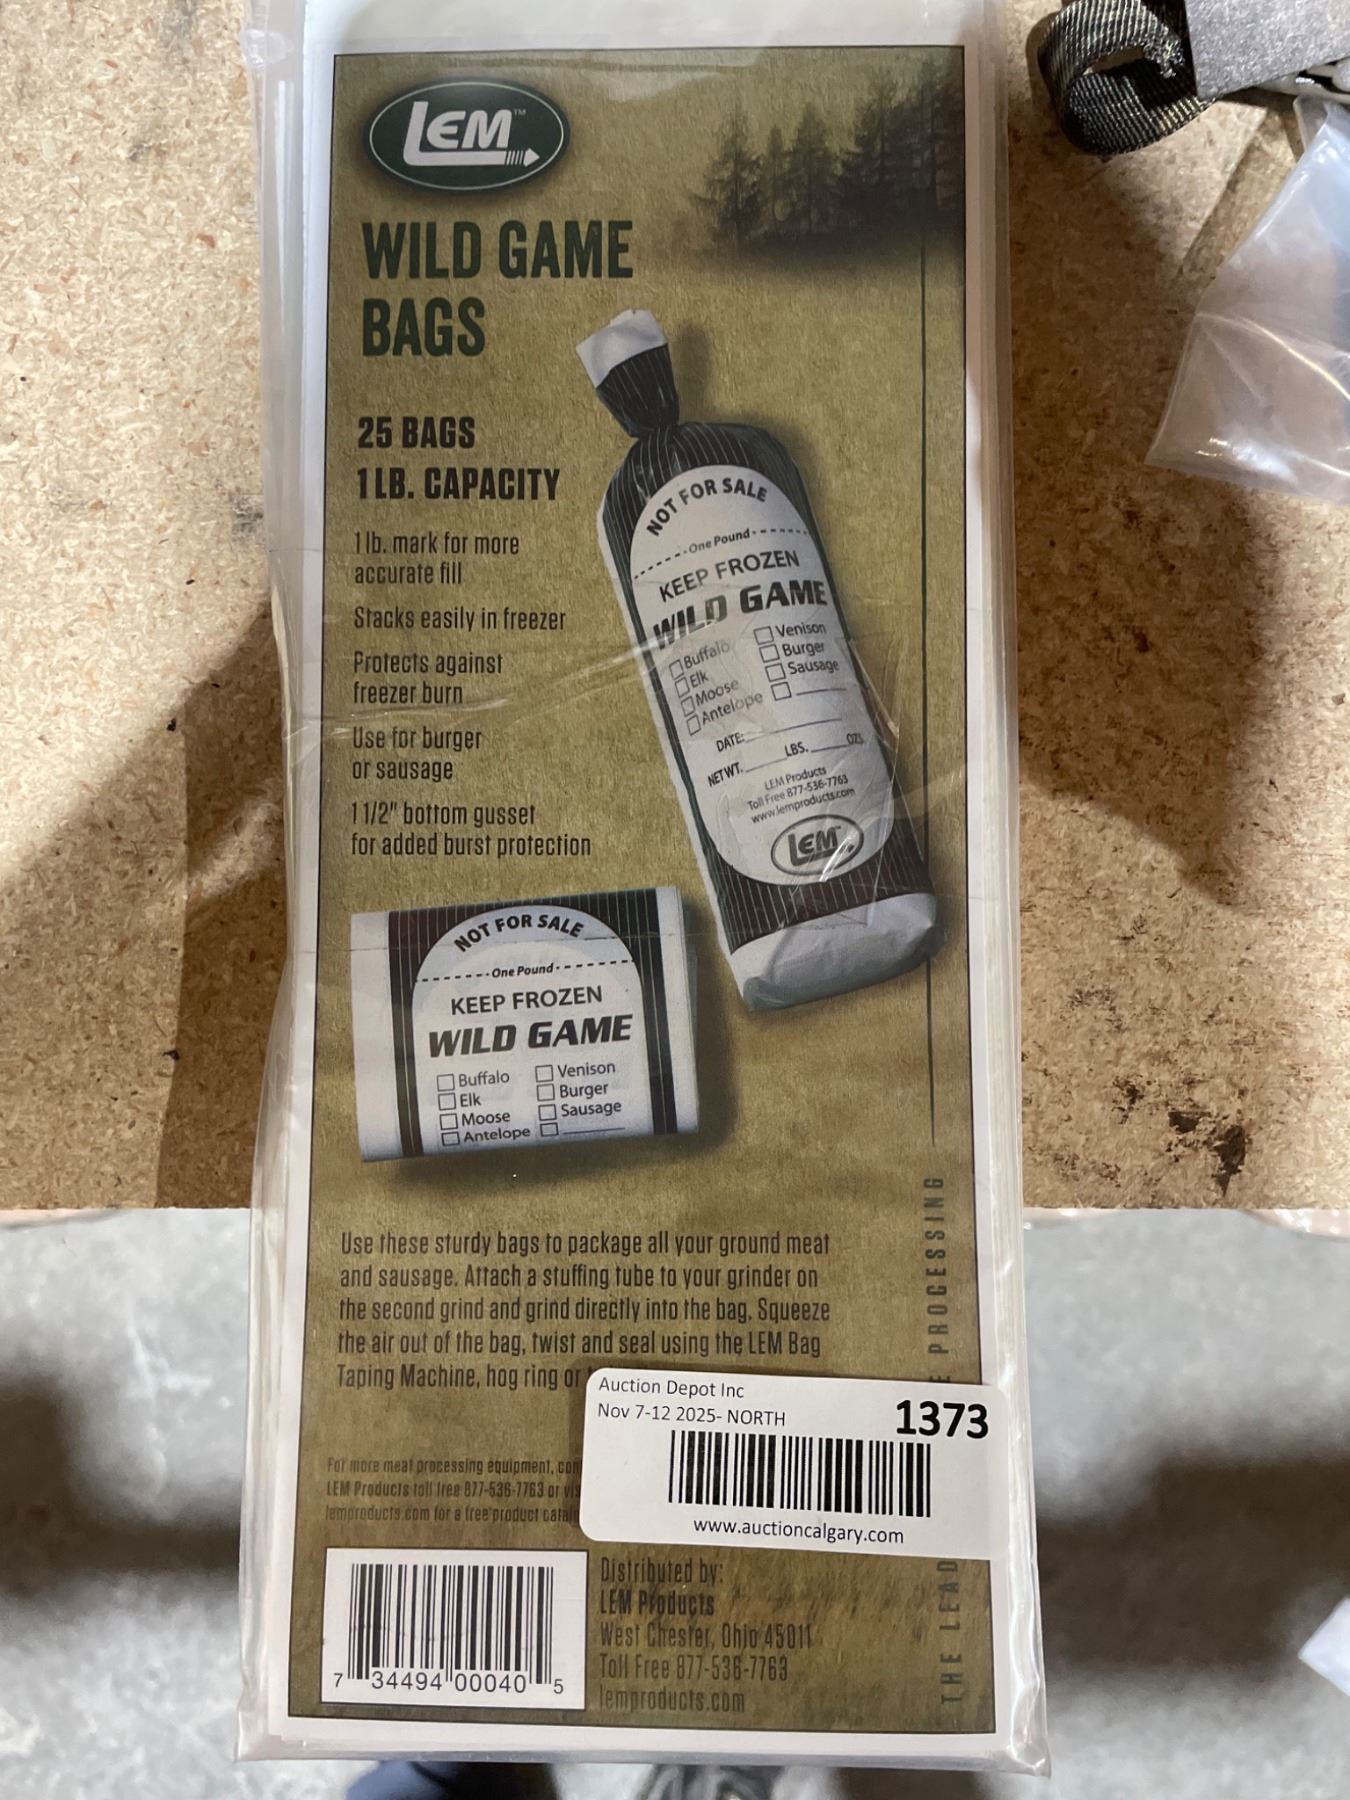 LEM™
WILD GAME
BAGS
25 BAGS
1 LB. CAPACITY
1 lb. mark for more
accurate fill
Stacks easily in freezer
Protects against
freezer burn
Use for burger
or sausage
1 1/2" bottom gusset
for added burst protection
NOT FOR SALE
One Pound
KEEP FROZEN
WILD GAME
Buffalo
Elk
Moose
Antelope
Venison
Burger
Sausage
DATE:
NET WT. LBS. OZS.
LEM Products
Toll Free 877-536-7763
www.lemproducts.com
LEM
NOT FOR SALE
One Pound
KEEP FROZEN
WILD GAME
Buffalo
Elk
Moose
Antelope
Venison
Burger
Sausage
Use these sturdy bags to package all your ground meat
and sausage. Attach a stuffing tube to your grinder on
the second grind and grind directly into the bag. Squeeze
the air out of the bag, twist and seal using the LEM Bag
Taping Machine, hog ring or
For more meat processing equipment,
LEM Products toll free 877-536-7763 or
lemproducts.com for a free product
Auction Depot Inc
Nov 7-12 2025- NORTH
1373
www.auctioncalgary.com
7 34494 00040 5
Distributed by:
LEM Products
West Chester, Ohio 45011
Toll Free 877-536-7763
lemproducts.com
THE PROCESSING